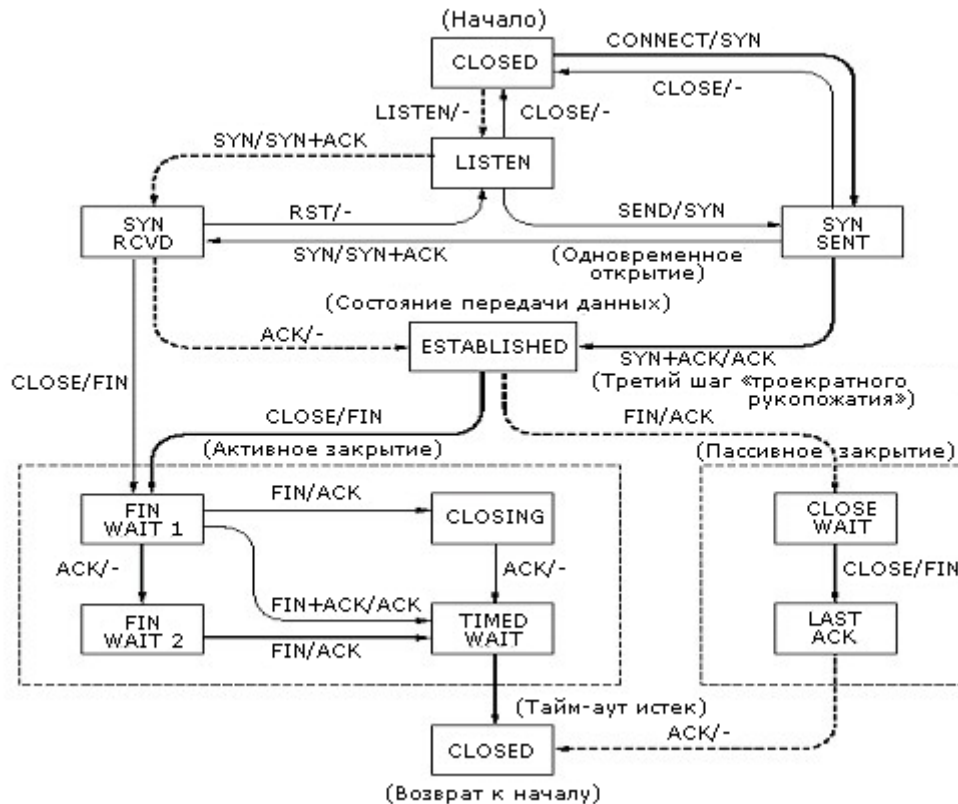 (Начало)
CLOSED
CONNECT/SYN
CLOSE/-
LISTEN/-
CLOSE/-
SYN/SYN+ACK
LISTEN
RST/-
SEND/SYN
SYN
RCVD
SYN
SENT
SYN/SYN+ACK
(Одновременное
открытие)
(Состояние передачи данных)
ACK/-
ESTABLISHED
SYN+ACK/ACK
CLOSE/FIN
(Третий шаг «троекратного
рукопожатия»)
CLOSE/FIN
FIN/ACK
(Активное закрытие)
(Пассивное закрытие)
FIN/ACK
FIN
WAIT 1
CLOSING
CLOSE
WAIT
ACK/-
ACK/-
CLOSE/FIN
FIN+ACK/ACK
FIN
WAIT 2
TIMED
WAIT
LAST
ACK
FIN/ACK
(Тайм-аут истек)
ACK/-
CLOSED
(Возврат к началу)